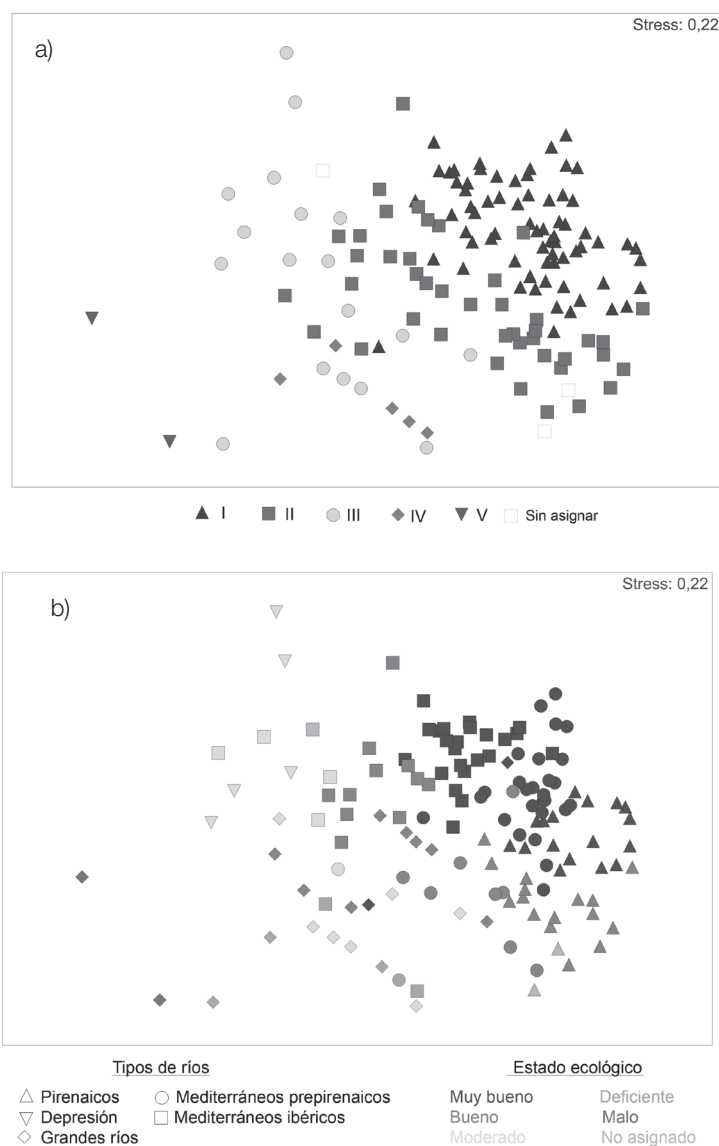 Stress: 0,22
a)
I II III IV V Sin asignar
Stress: 0,22
b)
Tipos de ríos Estado ecológico
Pirenaicos Mediterráneos prepirenaicos Muy bueno Deficiente
Depresión Mediterráneos ibéricos Bueno Malo
Grandes ríos Moderado No asignado